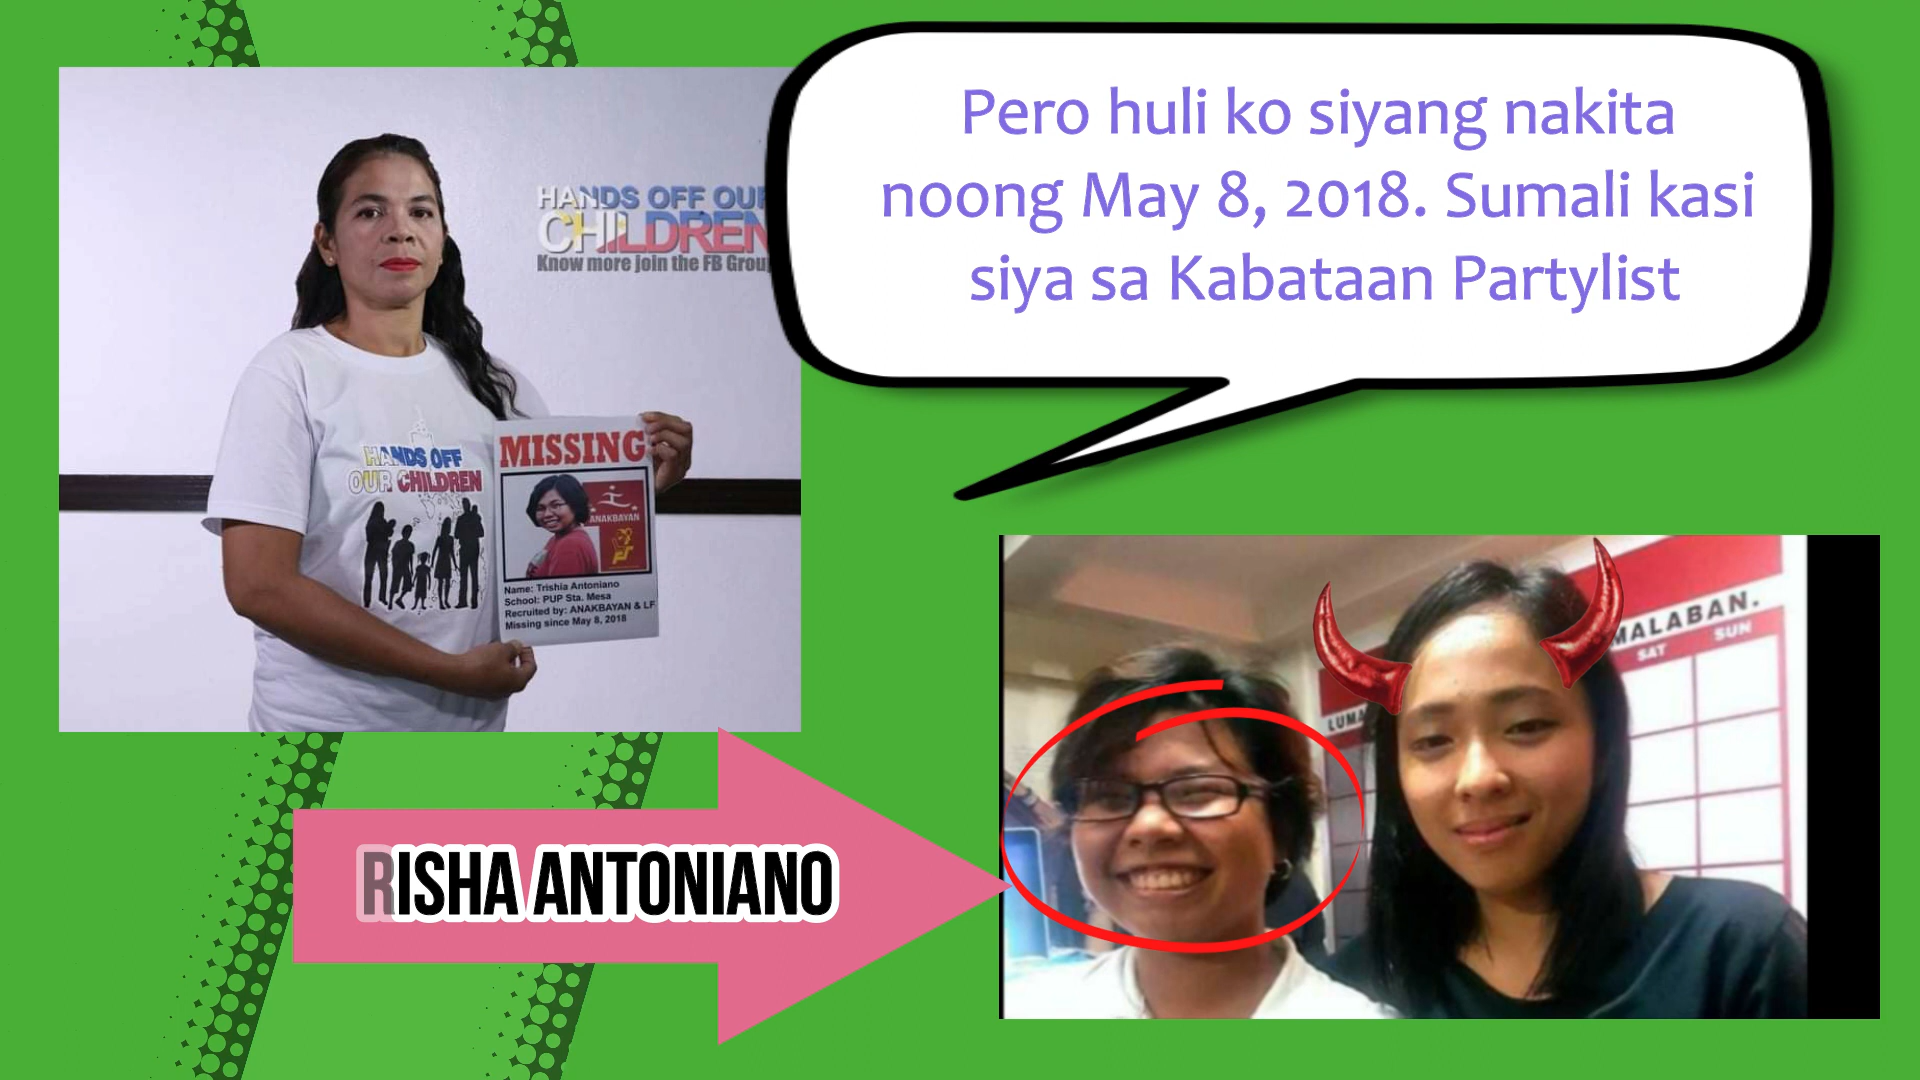 Pero huli ko siyang nakita
noong May 8, 2018. Sumali kasi
siya sa Kabataan Partylist
HANDS OFF OUR
CHILDREN
Know more join the FB Group
HANDS OFF
OUR CHILDREN
MISSING
ANAKBAYAN
Name: Trishia Antoniano
School: PUP Sta. Mesa
Recruited by: ANAKBAYAN & LF
Missing since May 8, 2018
MALABAN.
SAT SUN
RISHA ANTONIANO